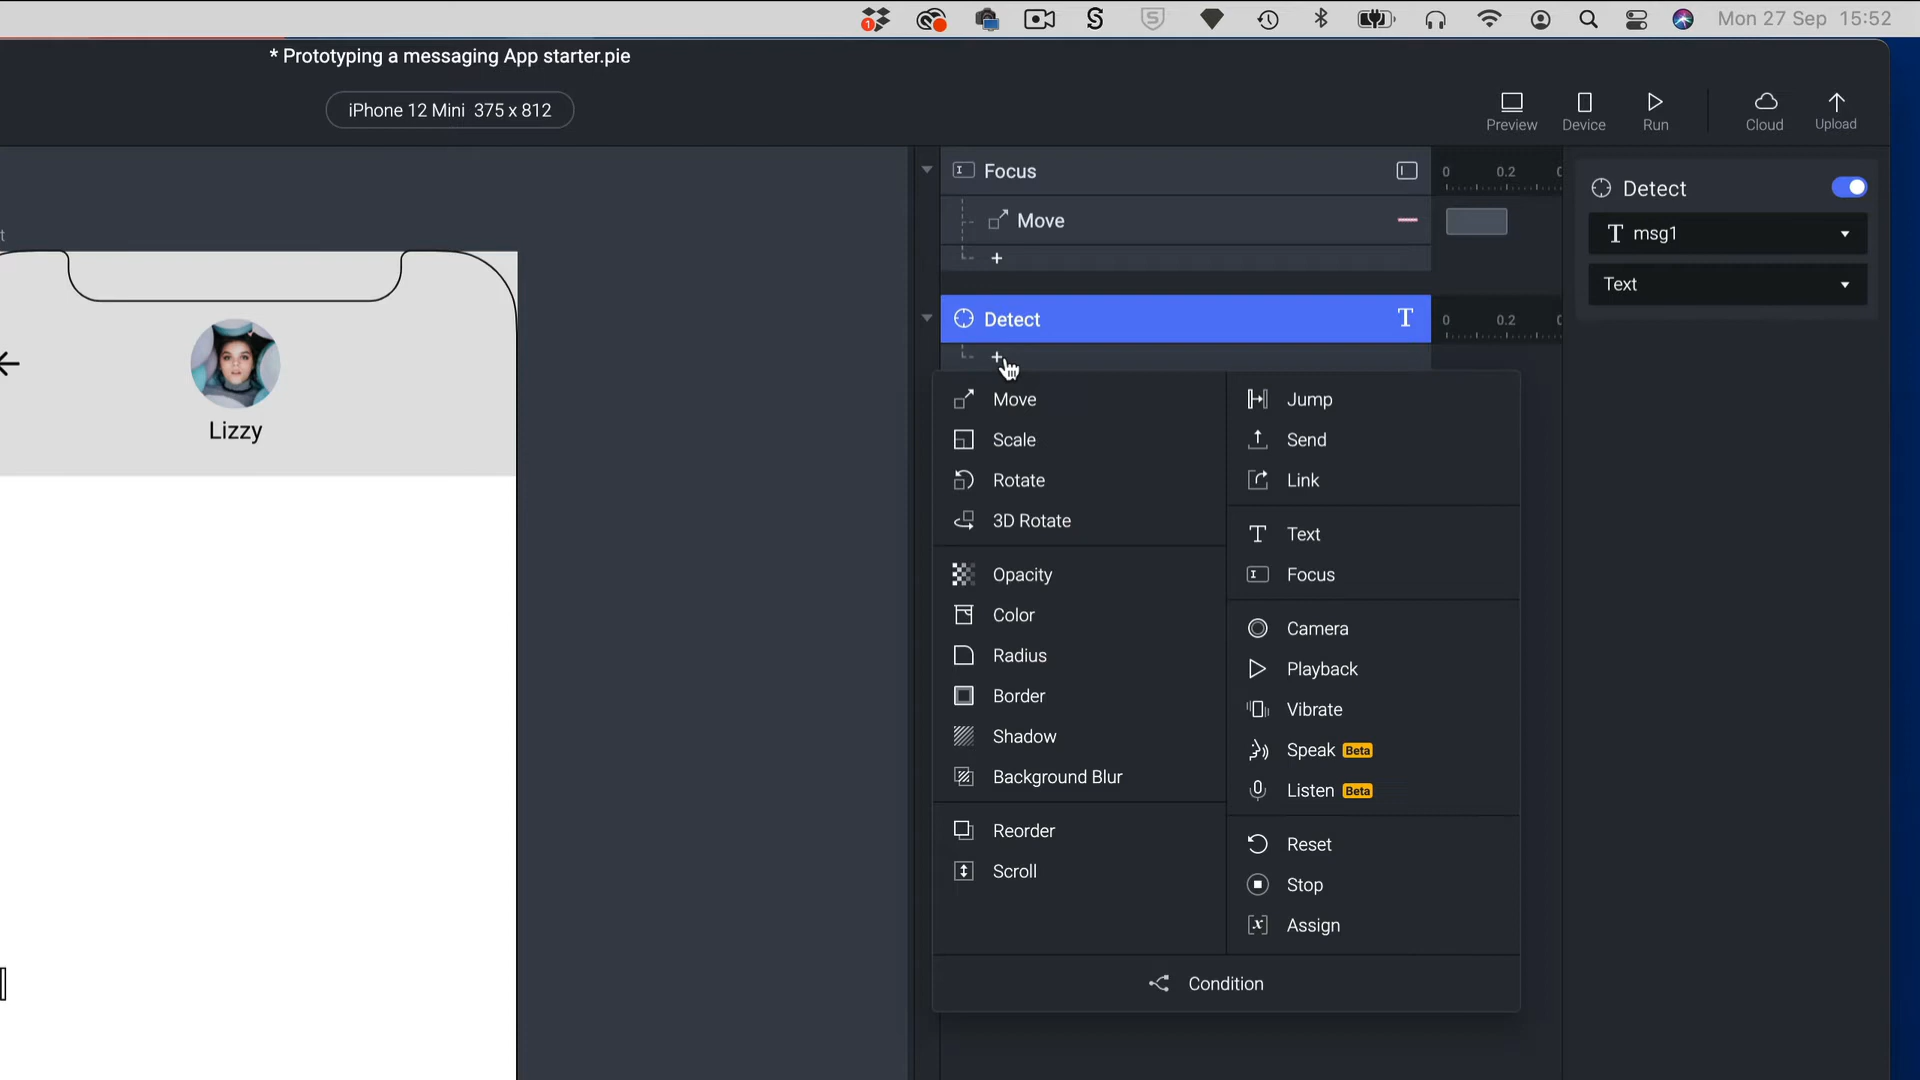 1
Mon 27 Sep 15:52
* Prototyping a messaging App starter.pie
iPhone 12 Mini 375 x 812
Preview
Device
Run
Cloud
Upload
t
Lizzy
Focus
0 0.2
Move
+
Detect
T
0 0.2
+
Move
Scale
Rotate
3D Rotate
Opacity
Color
Radius
Border
Shadow
Background Blur
Reorder
Scroll
Jump
Send
Link
Text
Focus
Camera
Playback
Vibrate
Speak Beta
Listen Beta
Reset
Stop
Assign
Condition
Detect
T msg1
Text